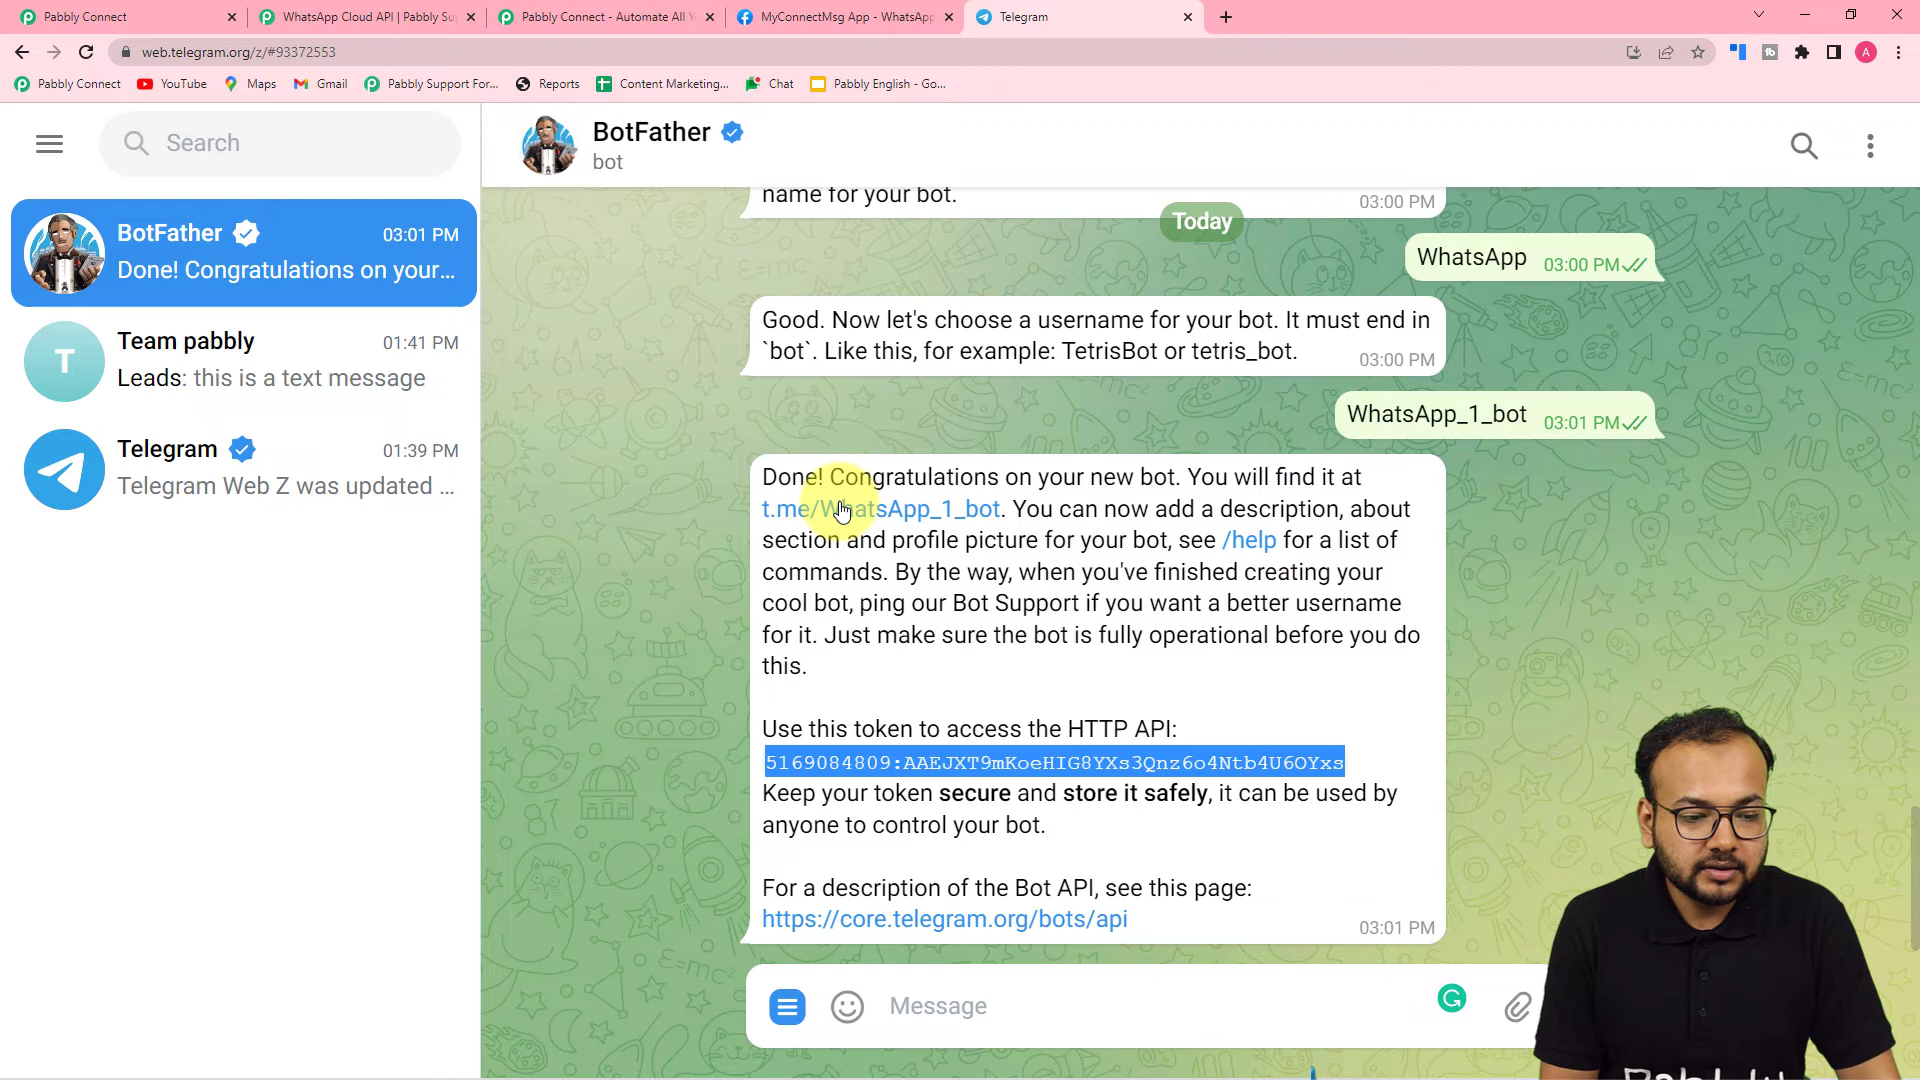 Pabbly Connect
WhatsApp Cloud API | Pabbly Su
Pabbly Connect - Automate All Y
MyConnectMsg App - WhatsApp
Telegram
web.telegram.org/z/#93372553
A
Pabbly Connect
YouTube
Maps
Gmail
Pabbly Support For...
Reports
Content Marketing...
Chat
Pabbly English - Go...
Search
BotFather
03:01 PM
Done! Congratulations on your...
T
Team pabbly
01:41 PM
Leads: this is a text message
Telegram
01:39 PM
Telegram Web Z was updated ...
BotFather
bot
name for your bot.
03:00 PM
Today
WhatsApp
03:00 PM
Good. Now let's choose a username for your bot. It must end in
`bot`. Like this, for example: TetrisBot or tetris_bot.
03:00 PM
WhatsApp_1_bot
03:01 PM
Done! Congratulations on your new bot. You will find it at
t.me/WhatsApp_1_bot. You can now add a description, about
section and profile picture for your bot, see /help for a list of
commands. By the way, when you've finished creating your
cool bot, ping our Bot Support if you want a better username
for it. Just make sure the bot is fully operational before you do
this.
Use this token to access the HTTP API:
5169084809:AAEJXT9mKoeHIG8YXs3Qnz6o4Ntb4U6OYxs
Keep your token secure and store it safely, it can be used by
anyone to control your bot.
For a description of the Bot API, see this page:
https://core.telegram.org/bots/api
03:01 PM
Message